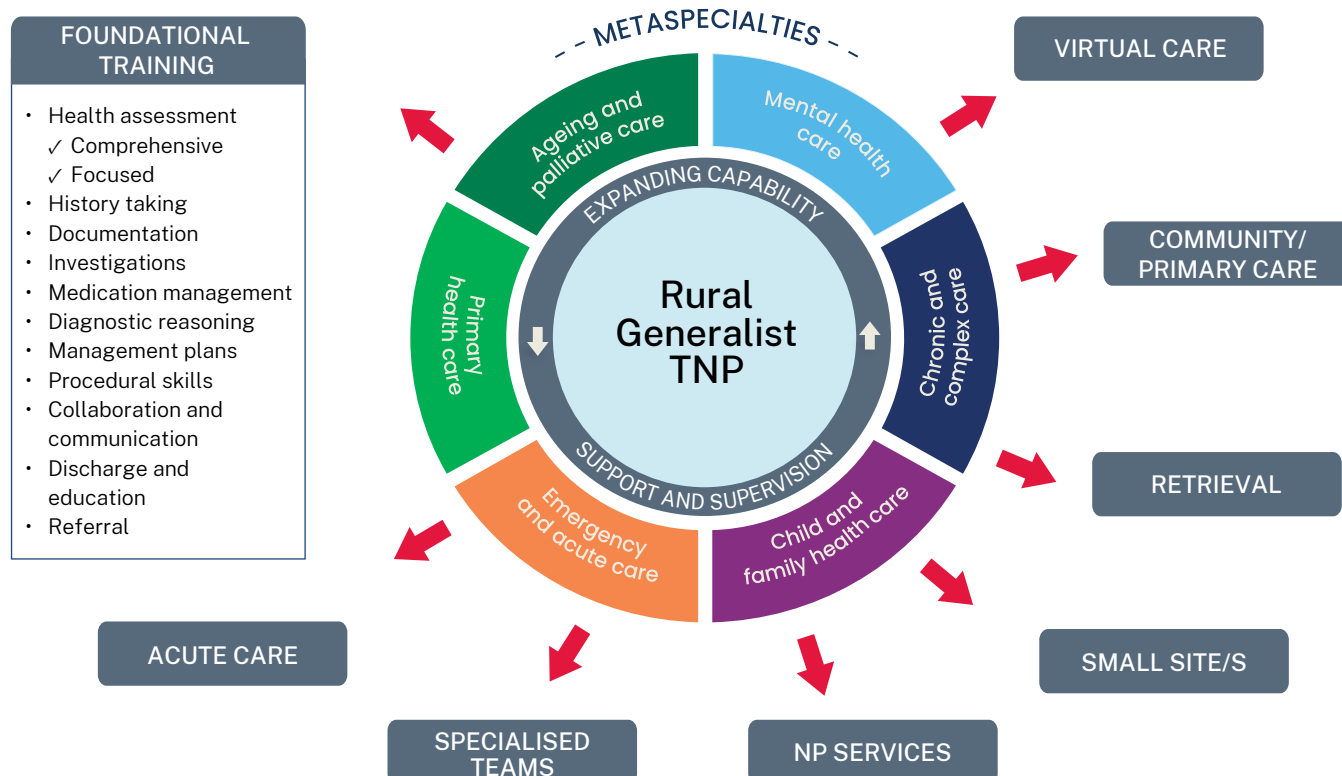 FOUNDATIONAL
TRAINING
• Health assessment
✓ Comprehensive
✓ Focused
• History taking
• Documentation
• Investigations
• Medication management
• Diagnostic reasoning
• Management plans
• Procedural skills
• Collaboration and
communication
• Discharge and
education
• Referral
- - METASPECIALTIES - -
Ageing and
palliative care
Mental health
care
Primary
health care
Chronic and
complex care
Emergency
and acute care
Child and
family health care
EXPANDING CAPABILITY
Rural
Generalist
TNP
SUPPORT AND SUPERVISION
VIRTUAL CARE
COMMUNITY/
PRIMARY CARE
RETRIEVAL
SMALL SITE/S
NP SERVICES
SPECIALISED
TEAMS
ACUTE CARE